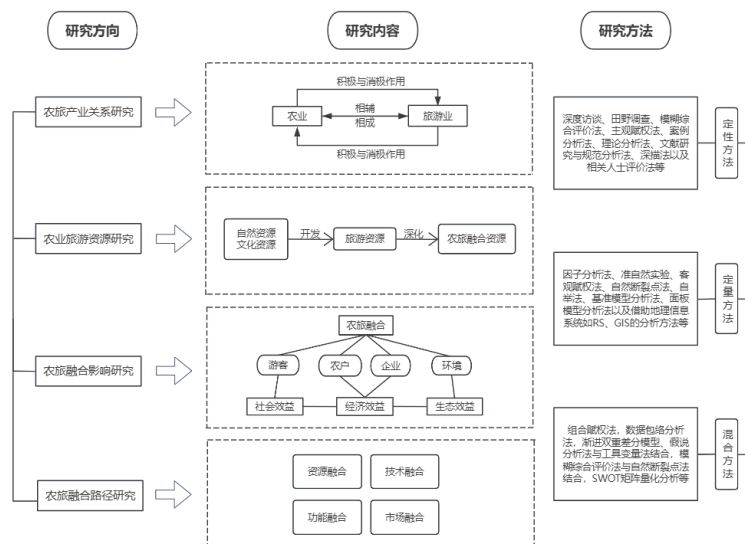 研究方向
研究内容
研究方法
农旅产业关系研究
积极与消极作用
农业
相辅
相成
旅游业
积极与消极作用
农业旅游资源研究
自然资源
文化资源
开发
旅游资源
深化
农旅融合资源
农旅融合影响研究
农旅融合
游客
农户
企业
环境
社会效益
经济效益
生态效益
农旅融合路径研究
资源融合
技术融合
功能融合
市场融合
深度访谈、田野调查、模糊综
合评价法、主观赋权法、案例
分析法、理论分析法、文献研
究与规范分析法、深描法以及
相关人士评价法等
定性方法
因子分析法、准自然实验、客
观赋权法、自然断裂点法、自
举法、基准模型分析法、面板
模型分析法以及借助地理信息
系统如RS、GIS的分析方法等
定量方法
组合赋权法，数据包络分析
法，渐进双重差分模型、假说
分析法与工具变量法结合，模
糊综合评价法与自然断裂点法
结合，SWOT矩阵量化分析等
混合方法